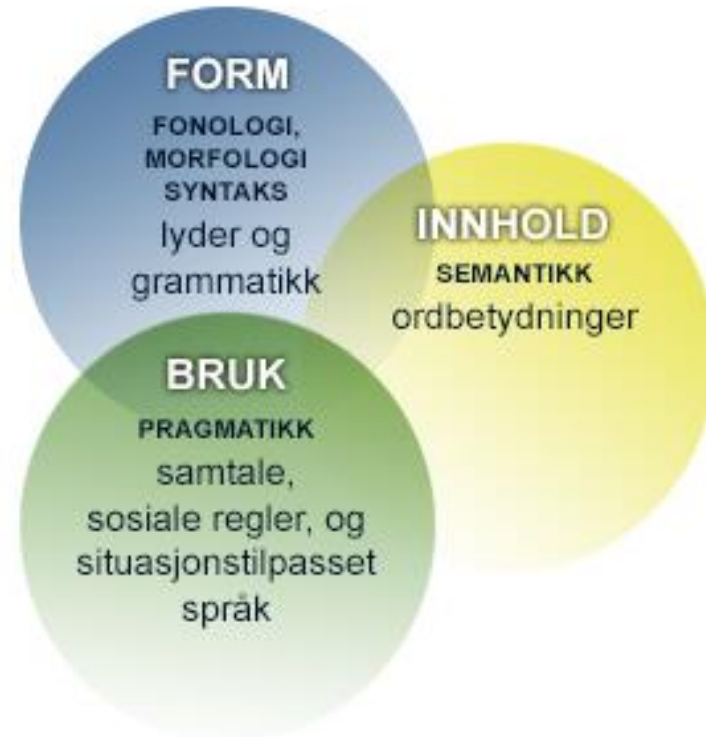 FORM
FONOLOGI,
MORFOLOGI
SYNTAKS
lyder og
grammatikk
INNHOLD
SEMANTIKK
ordbetydninger
BRUK
PRAGMATIKK
samtale,
sosiale regler, og
situasjonstilpasset
språk